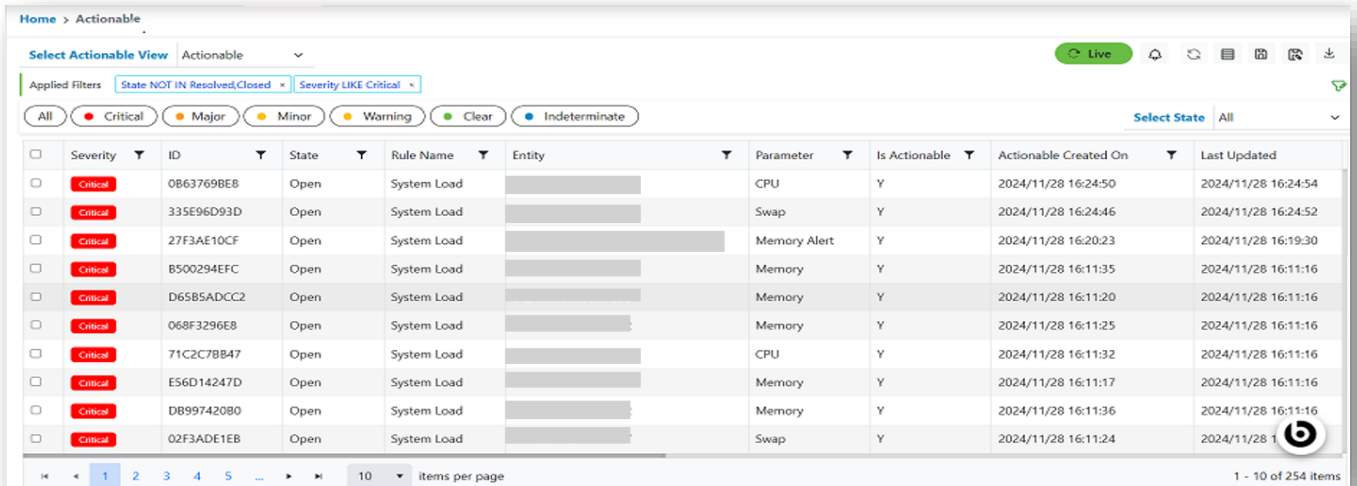 Home > Actionable
Select Actionable View Actionable
Live
Applied Filters State NOT IN Resolved,Closed × Severity LIKE Critical ×
All Critical Major Minor Warning Clear Indeterminate
Select State All
Severity ID State Rule Name Entity Parameter Is Actionable Actionable Created On Last Updated
Critical 0B63769BE8 Open System Load CPU Y 2024/11/28 16:24:50 2024/11/28 16:24:54
Critical 335E96D93D Open System Load Swap Y 2024/11/28 16:24:46 2024/11/28 16:24:52
Critical 27F3AE10CF Open System Load Memory Alert Y 2024/11/28 16:20:23 2024/11/28 16:19:30
Critical B500294EFC Open System Load Memory Y 2024/11/28 16:11:35 2024/11/28 16:11:16
Critical D65B5ADCC2 Open System Load Memory Y 2024/11/28 16:11:20 2024/11/28 16:11:16
Critical 068F3296E8 Open System Load Memory Y 2024/11/28 16:11:25 2024/11/28 16:11:16
Critical 71C2C7BB47 Open System Load CPU Y 2024/11/28 16:11:32 2024/11/28 16:11:16
Critical E56D14247D Open System Load Memory Y 2024/11/28 16:11:17 2024/11/28 16:11:16
Critical DB997420B0 Open System Load Memory Y 2024/11/28 16:11:36 2024/11/28 16:11:16
Critical 02F3ADE1EB Open System Load Swap Y 2024/11/28 16:11:24 2024/11/28
1 2 3 4 5 ... 10 items per page 1 - 10 of 254 items